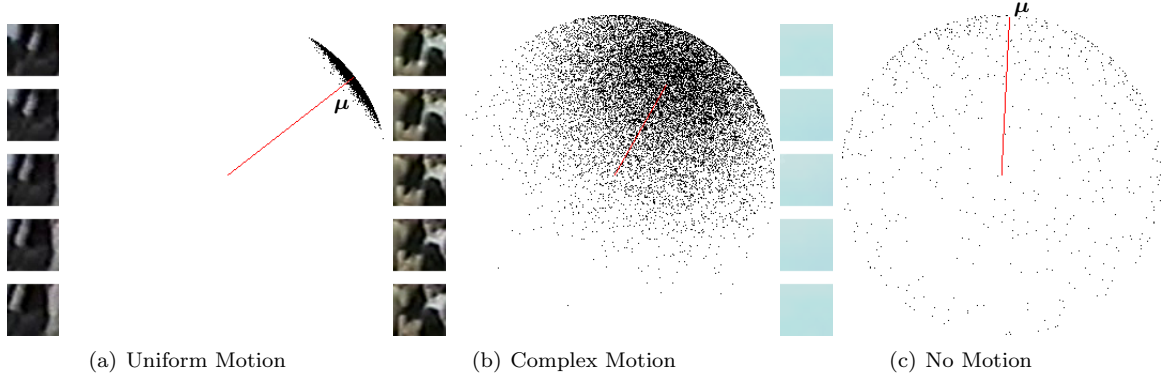 μ
μ
(a) Uniform Motion
(b) Complex Motion
(c) No Motion